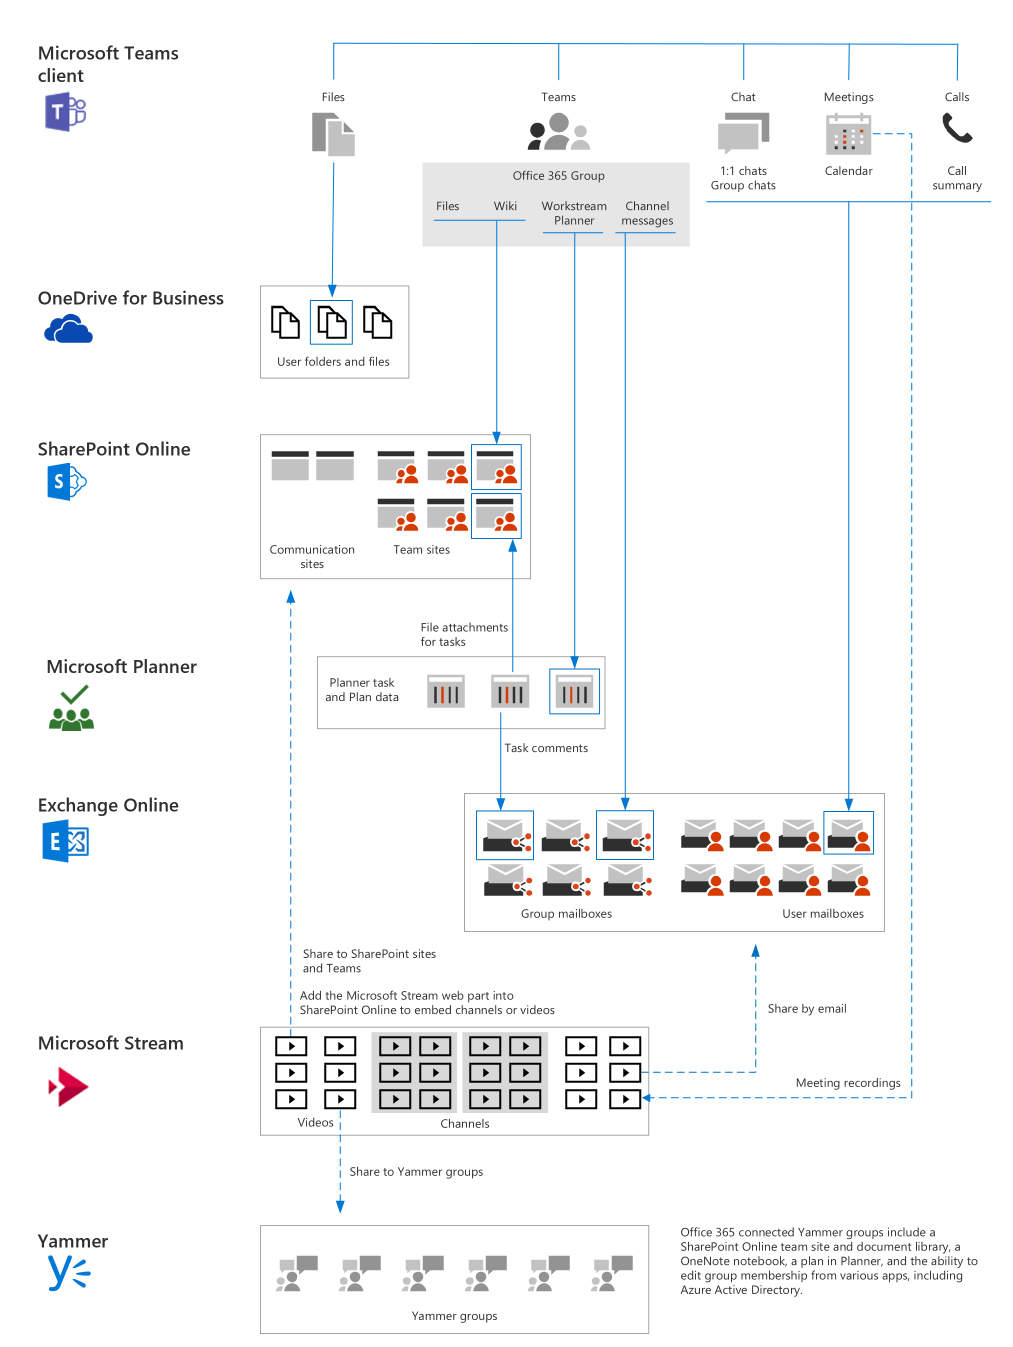 Microsoft Teams
client
T
Files
Teams
Chat
Meetings
Calls
1:1 chats
Group chats
Calendar
Call
summary
Office 365 Group
Files
Wiki
Workstream
Planner
Channel
messages
OneDrive for Business
User folders and files
SharePoint Online
S
Communication
sites
Team sites
File attachments
for tasks
Microsoft Planner
Planner task
and Plan data
Task comments
Exchange Online
E
Group mailboxes
User mailboxes
Share to SharePoint sites
and Teams
Add the Microsoft Stream web part into
SharePoint Online to embed channels or videos
Share by email
Microsoft Stream
Meeting recordings
Videos
Channels
Share to Yammer groups
Yammer
y
Yammer groups
Office 365 connected Yammer groups include a
SharePoint Online team site and document library, a
OneNote notebook, a plan in Planner, and the ability to
edit group membership from various apps, including
Azure Active Directory.